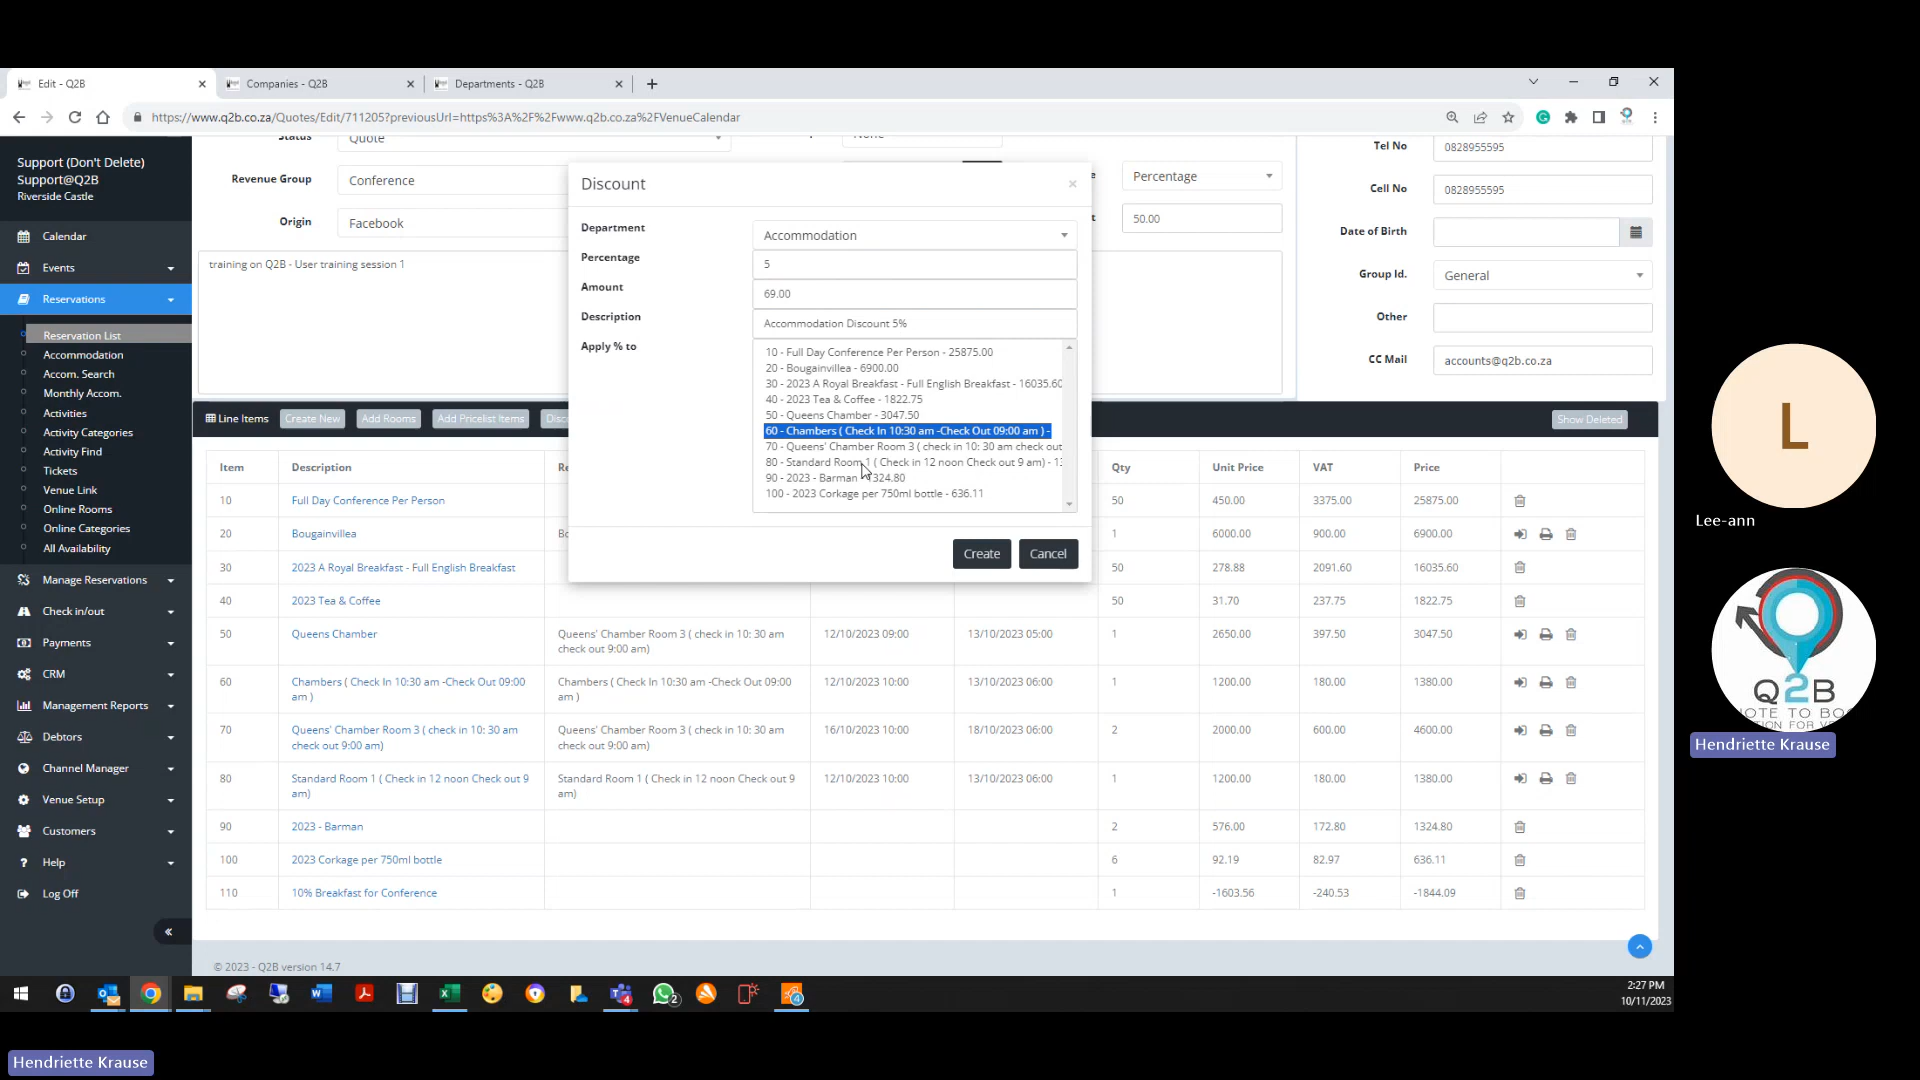 Edit - Q2B
Companies - Q2B
Departments - Q2B
https://www.q2b.co.za/Quotes/Edit/711205?previousUrl=https%3A%2F%2Fwww.q2b.co.za%2FVenueCalendar
Support (Don't Delete)
Support@Q2B
Riverside Castle
Calendar
Events
Reservations
Reservation List
Accommodation
Accom. Search
Monthly Accom.
Activities
Activity Categories
Activity Find
Tickets
Venue Link
Online Rooms
Online Categories
All Availability
Manage Reservations
Check in/out
Payments
CRM
Management Reports
Debtors
Channel Manager
Venue Setup
Customers
Help
Log Off
Status
Quote
None
Revenue Group
Conference
Origin
Facebook
training on Q2B - User training session 1
Percentage
50.00
Tel No
0828955595
Cell No
0828955595
Date of Birth
Group Id.
General
Other
CC Mail
accounts@q2b.co.za
Discount
×
Department
Accommodation
Percentage
5
Amount
69.00
Description
Accommodation Discount 5%
Apply % to
10 - Full Day Conference Per Person - 25875.00
20 - Bougainvillea - 6900.00
30 - 2023 A Royal Breakfast - Full English Breakfast - 16035.60
40 - 2023 Tea & Coffee - 1822.75
50 - Queens Chamber - 3047.50
60 - Chambers ( Check In 10:30 am -Check Out 09:00 am ) -
70 - Queens' Chamber Room 3 ( check in 10: 30 am check out
80 - Standard Room 1 ( Check in 12 noon Check out 9 am) - 13
90 - 2023 - Barman 324.80
100 - 2023 Corkage per 750ml bottle - 636.11
Create
Cancel
Line Items
Create New
Add Rooms
Add Pricelist Items
Show Deleted
Item Description Qty Unit Price VAT Price
10 Full Day Conference Per Person 50 450.00 3375.00 25875.00
20 Bougainvillea 1 6000.00 900.00 6900.00
30 2023 A Royal Breakfast - Full English Breakfast 50 278.88 2091.60 16035.60
40 2023 Tea & Coffee 50 31.70 237.75 1822.75
50 Queens Chamber Queens' Chamber Room 3 ( check in 10: 30 am 12/10/2023 09:00 13/10/2023 05:00 1 2650.00 397.50 3047.50
check out 9:00 am)
60 Chambers ( Check In 10:30 am -Check Out 09:00 Chambers ( Check In 10:30 am -Check Out 09:00 12/10/2023 10:00 13/10/2023 06:00 1 1200.00 180.00 1380.00
am ) am )
70 Queens' Chamber Room 3 ( check in 10: 30 am Queens' Chamber Room 3 ( check in 10: 30 am 16/10/2023 10:00 18/10/2023 06:00 2 2000.00 600.00 4600.00
check out 9:00 am) check out 9:00 am)
80 Standard Room 1 ( Check in 12 noon Check out 9 Standard Room 1 ( Check in 12 noon Check out 9 12/10/2023 10:00 13/10/2023 06:00 1 1200.00 180.00 1380.00
am) am)
90 2023 - Barman 2 576.00 172.80 1324.80
100 2023 Corkage per 750ml bottle 6 92.19 82.97 636.11
110 10% Breakfast for Conference 1 -1603.56 -240.53 -1844.09
© 2023 - Q2B version 14.7
2:27 PM
10/11/2023
L
Lee-ann
Q2B
Hendriette Krause
Hendriette Krause